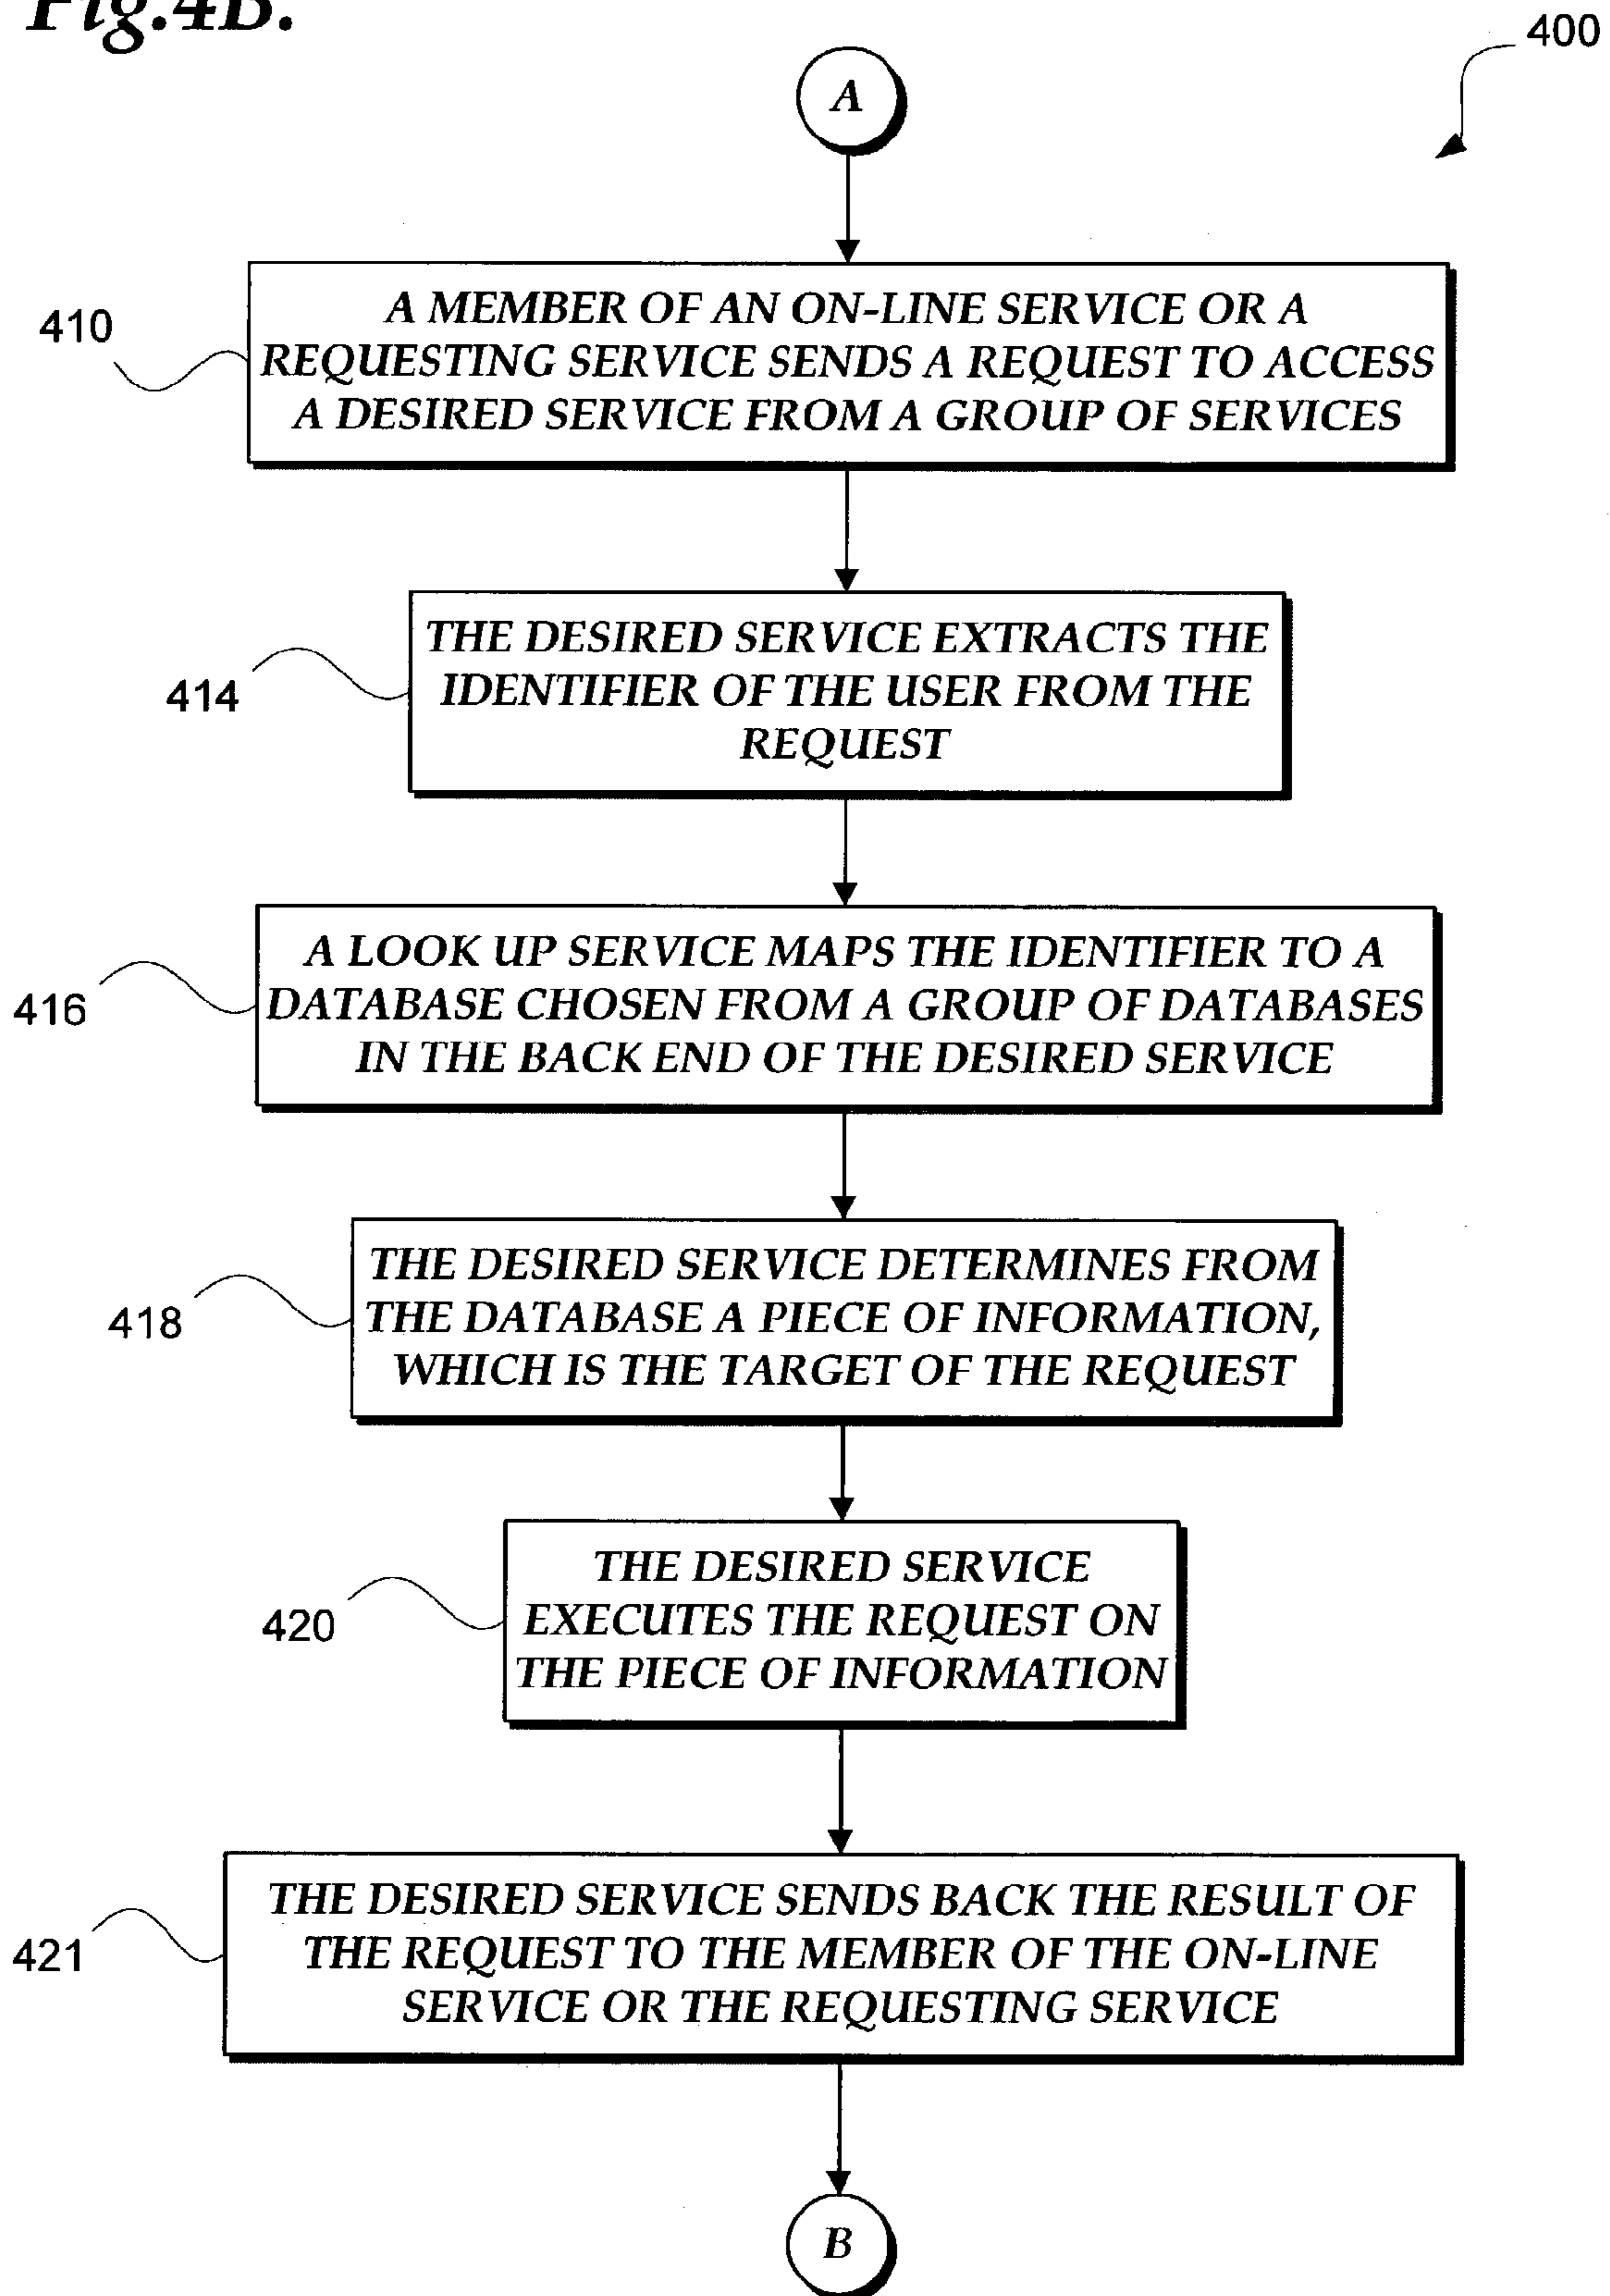 Fig.4B.
400
A
410
A MEMBER OF AN ON-LINE SERVICE OR A
REQUESTING SERVICE SENDS A REQUEST TO ACCESS
A DESIRED SERVICE FROM A GROUP OF SERVICES
414
THE DESIRED SERVICE EXTRACTS THE
IDENTIFIER OF THE USER FROM THE
REQUEST
416
A LOOK UP SERVICE MAPS THE IDENTIFIER TO A
DATABASE CHOSEN FROM A GROUP OF DATABASES
IN THE BACK END OF THE DESIRED SERVICE
418
THE DESIRED SERVICE DETERMINES FROM
THE DATABASE A PIECE OF INFORMATION,
WHICH IS THE TARGET OF THE REQUEST
420
THE DESIRED SERVICE
EXECUTES THE REQUEST ON
THE PIECE OF INFORMATION
421
THE DESIRED SERVICE SENDS BACK THE RESULT OF
THE REQUEST TO THE MEMBER OF THE ON-LINE
SERVICE OR THE REQUESTING SERVICE
B